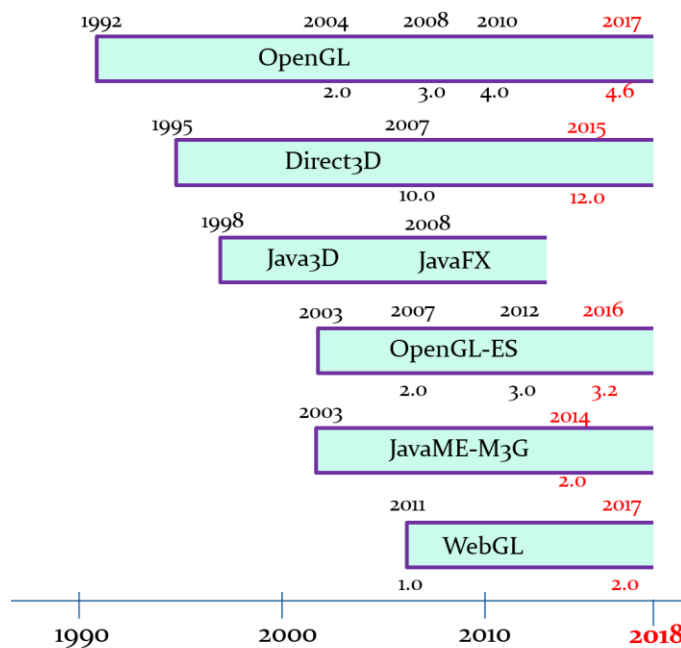 1992 2004 2008 2010 2017
OpenGL
2.0 3.0 4.0 4.6
1995 2007 2015
Direct3D
10.0 12.0
1998 2008
Java3D JavaFX
2003 2007 2012 2016
OpenGL-ES
2.0 3.0 3.2
2003 2014
JavaME-M3G
2.0
2011 2017
WebGL
1.0 2.0
1990 2000 2010 2018